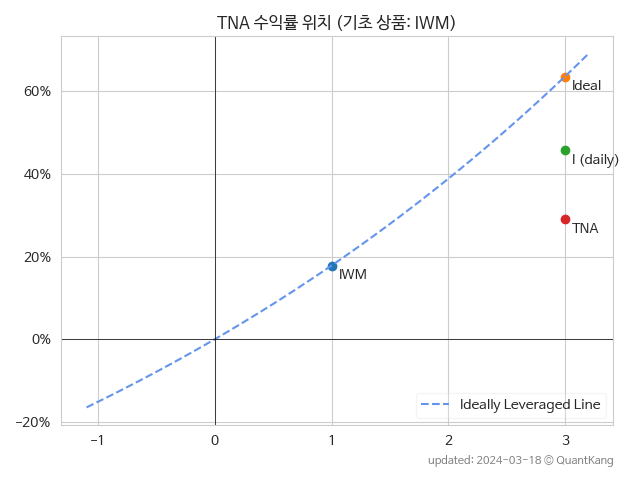 TNA 수익률 위치 (기초 상품: IWM)
60%
40%
20%
0%
−20%
Ideal
I (daily)
TNA
IWM
Ideally Leveraged Line
−1 0 1 2 3
updated: 2024-03-18 © QuantKang